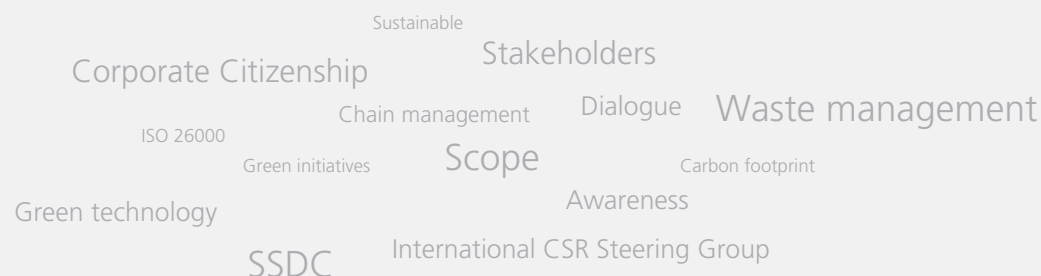 Sustainable
Stakeholders
Corporate Citizenship
Chain management
Dialogue
Waste management
ISO 26000
Scope
Green initiatives
Carbon footprint
Awareness
Green technology
International CSR Steering Group
SSDC